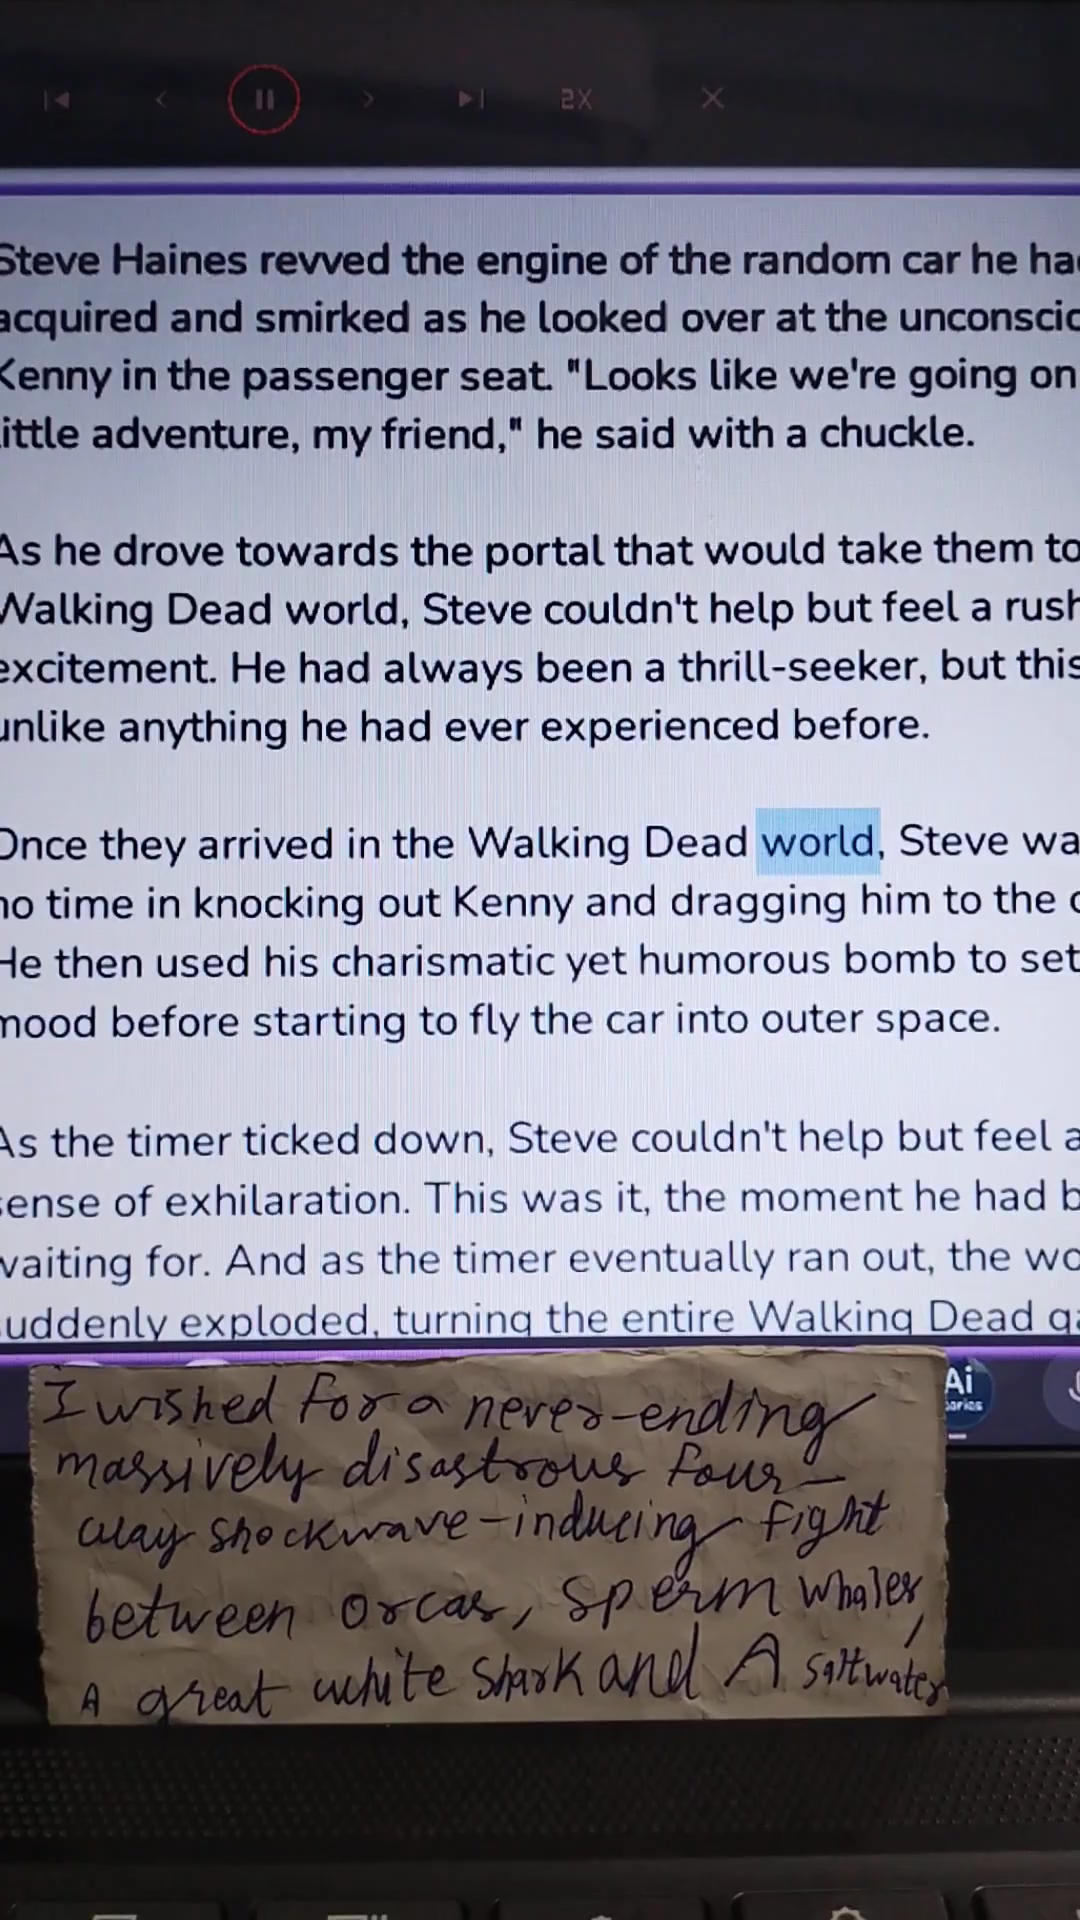 2X
Steve Haines revved the engine of the random car he ha
acquired and smirked as he looked over at the unconscio
Kenny in the passenger seat. "Looks like we're going on
ittle adventure, my friend," he said with a chuckle.
As he drove towards the portal that would take them to
Walking Dead world, Steve couldn't help but feel a rush
excitement. He had always been a thrill-seeker, but this
unlike anything he had ever experienced before.
Once they arrived in the Walking Dead world, Steve wa
no time in knocking out Kenny and dragging him to the c
He then used his charismatic yet humorous bomb to set
mood before starting to fly the car into outer space.
As the timer ticked down, Steve couldn't help but feel a
sense of exhilaration. This was it, the moment he had b
waiting for. And as the timer eventually ran out, the wo
suddenly exploded, turning the entire Walking Dead ga
Ai
I wished for a never-ending
massively disastrous four-
way shockwave-inducing fight
between orcas, sperm whales,
A great white shark and A saltwater